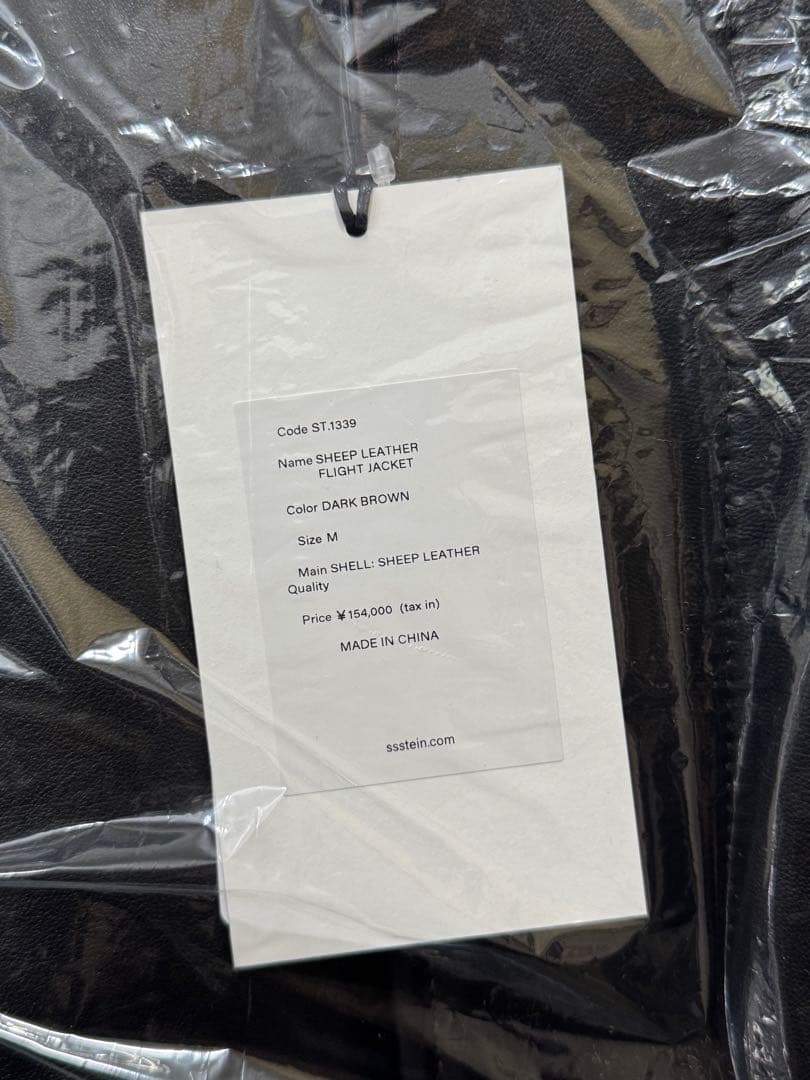 Code ST.1339
Name SHEEP LEATHER
FLIGHT JACKET
Color DARK BROWN
Size M
Main SHELL: SHEEP LEATHER
Quality
Price ¥154,000 (tax in)
MADE IN CHINA
ssstein.com